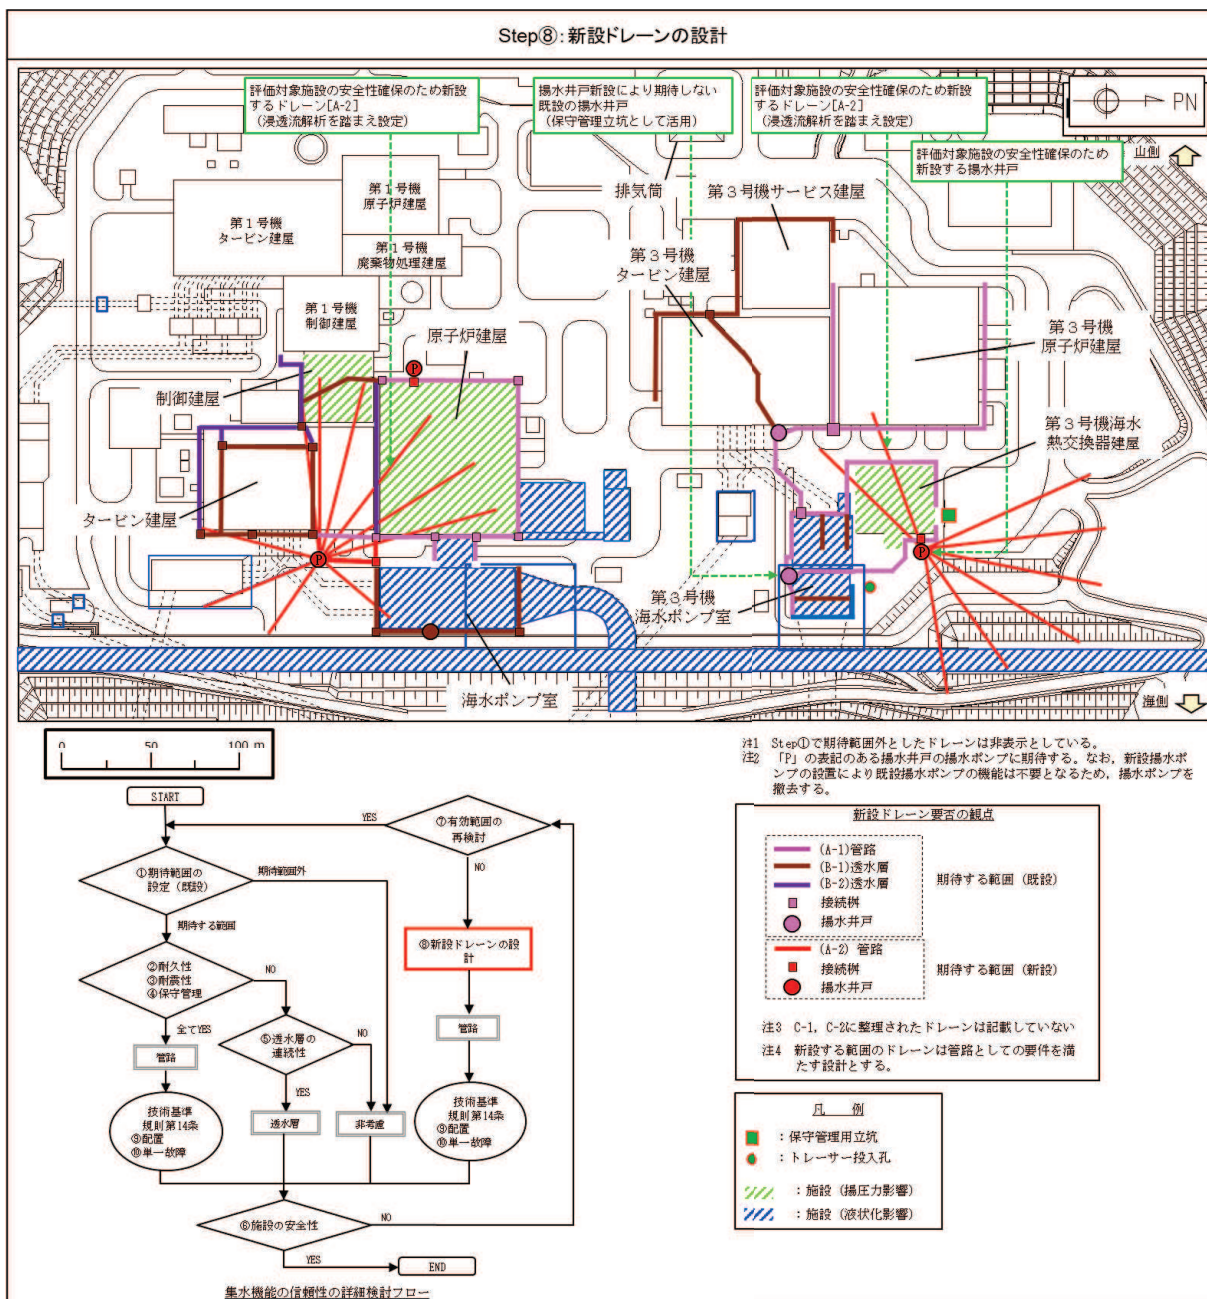 Step⑧：新設ドレーンの設計
評価対象施設の安全性確保のため新設
するドレーン[A-2]
（浸透流解析を踏まえ設定）
揚水井戸新設により期待しない
既設の揚水井戸
（保守管理立坑として活用）
評価対象施設の安全性確保のため新設
するドレーン[A-2]
（浸透流解析を踏まえ設定）
PN
評価対象施設の安全性確保のため
新設する揚水井戸
山側
第１号機
原子炉建屋
第１号機
タービン建屋
第１号機
廃棄物処理建屋
第１号機
制御建屋
排気筒
第３号機サービス建屋
第３号機
タービン建屋
第３号機
原子炉建屋
原子炉建屋
制御建屋
タービン建屋
第３号機海水
熱交換器建屋
第３号機
海水ポンプ室
海水ポンプ室
海側
P
P
P
0 50 100 m
注1 Step①で期待範囲外としたドレーンは非表示としている。
注2 「P」の表記のある揚水井戸の揚水ポンプに期待する。なお，新設揚水ポ
ンプの設置により既設揚水ポンプの機能は不要となるため，揚水ポンプを
撤去する。
START
YES
⑦有効範囲の
再検討
NO
①期待範囲の
設定（既設）
期待範囲外
期待する範囲
⑧新設ドレーンの設
計
②耐久性
③耐震性
④保守管理
NO
全てYES
管路
⑤透水層の
連続性
NO
YES
管路
技術基準
規則第14条
⑨配置
⑩単一故障
透水層
非考慮
技術基準
規則第14条
⑨配置
⑩単一故障
⑥施設の安全性
NO
YES
END
集水機能の信頼性の詳細検討フロー
新設ドレーン要否の観点
(A-1)管路
(B-1)透水層
(B-2)透水層
接続桝
揚水井戸
期待する範囲（既設）
(A-2) 管路
接続桝
揚水井戸
期待する範囲（新設）
注3 C-1，C-2に整理されたドレーンは記載していない
注4 新設する範囲のドレーンは管路としての要件を満
たす設計とする。
凡 例
：保守管理用立坑
：トレーサー投入孔
：施設（揚圧力影響）
：施設（液状化影響）